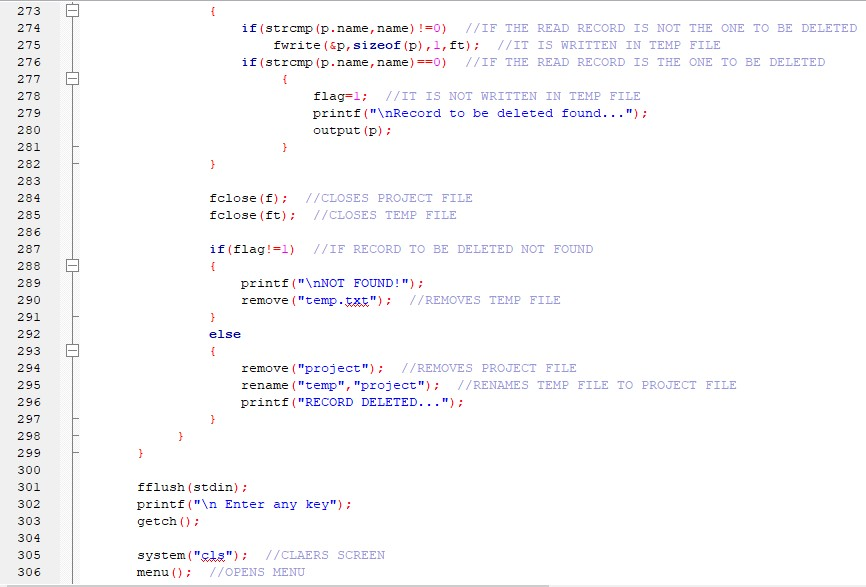 273 {
274 if(strcmp(p.name,name)!=0) //IF THE READ RECORD IS NOT THE ONE TO BE DELETED
275 fwrite(&p,sizeof(p),1,ft); //IT IS WRITTEN IN TEMP FILE
276 if(strcmp(p.name,name)==0) //IF THE READ RECORD IS THE ONE TO BE DELETED
277 {
278 flag=1; //IT IS NOT WRITTEN IN TEMP FILE
279 printf("\nRecord to be deleted found...");
280 output(p);
281 }
282 }
283
284 fclose(f); //CLOSES PROJECT FILE
285 fclose(ft); //CLOSES TEMP FILE
286
287 if(flag!=1) //IF RECORD TO BE DELETED NOT FOUND
288 {
289 printf("\nNOT FOUND!");
290 remove("temp.txt"); //REMOVES TEMP FILE
291 }
292 else
293 {
294 remove("project"); //REMOVES PROJECT FILE
295 rename("temp","project"); //RENAMES TEMP FILE TO PROJECT FILE
296 printf("RECORD DELETED...");
297 }
298 }
299 }
300
301 fflush(stdin);
302 printf("\n Enter any key");
303 getch();
304
305 system("cls"); //CLAERS SCREEN
306 menu(); //OPENS MENU